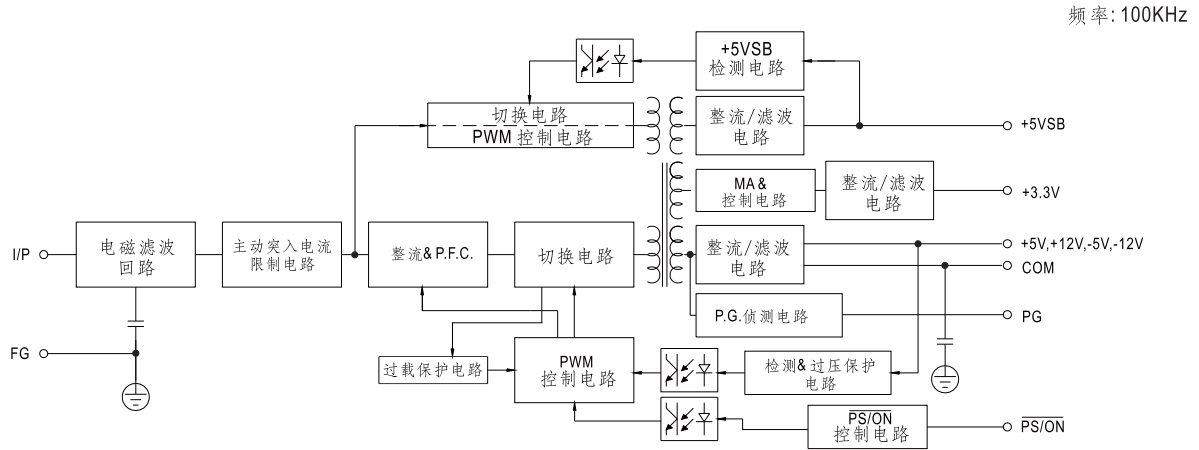 频率: 100KHz
+5VSB
检测电路
切换电路
PWM 控制电路
整流/滤波
电路
+5VSB
MA &
控制电路
整流/滤波
电路
+3.3V
I/P
电磁滤波
回路
主动突入电流
限制电路
整流 & P.F.C.
切换电路
整流/滤波
电路
+5V,+12V,-5V,-12V
COM
P.G.侦测电路
PG
FG
过载保护电路
PWM
控制电路
检测&过压保护
电路
PS/ON
控制电路
PS/ON